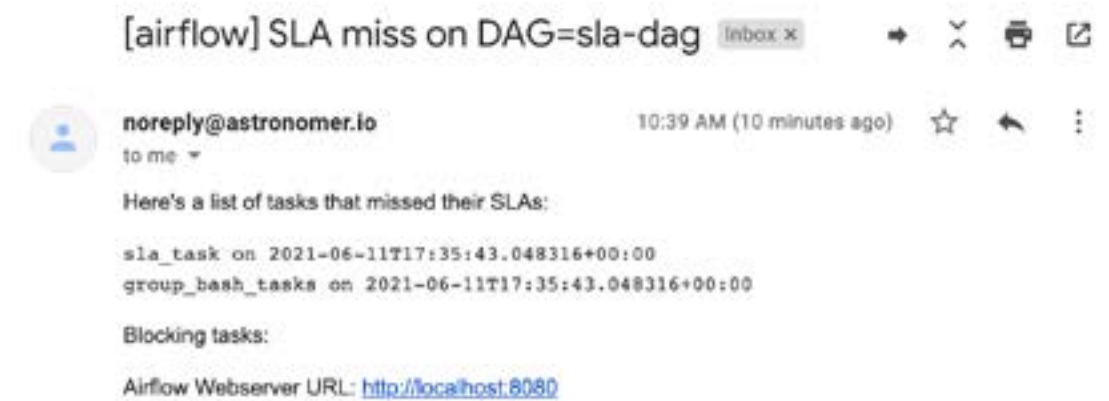 [airflow] SLA miss on DAG=sla-dag Inbox x
noreply@astronomer.io 10:39 AM (10 minutes ago)
to me
Here's a list of tasks that missed their SLAs:
sla_task on 2021-06-11T17:35:43.048316+00:00
group_bash_tasks on 2021-06-11T17:35:43.048316+00:00
Blocking tasks:
Airflow Webserver URL: http://localhost:8080